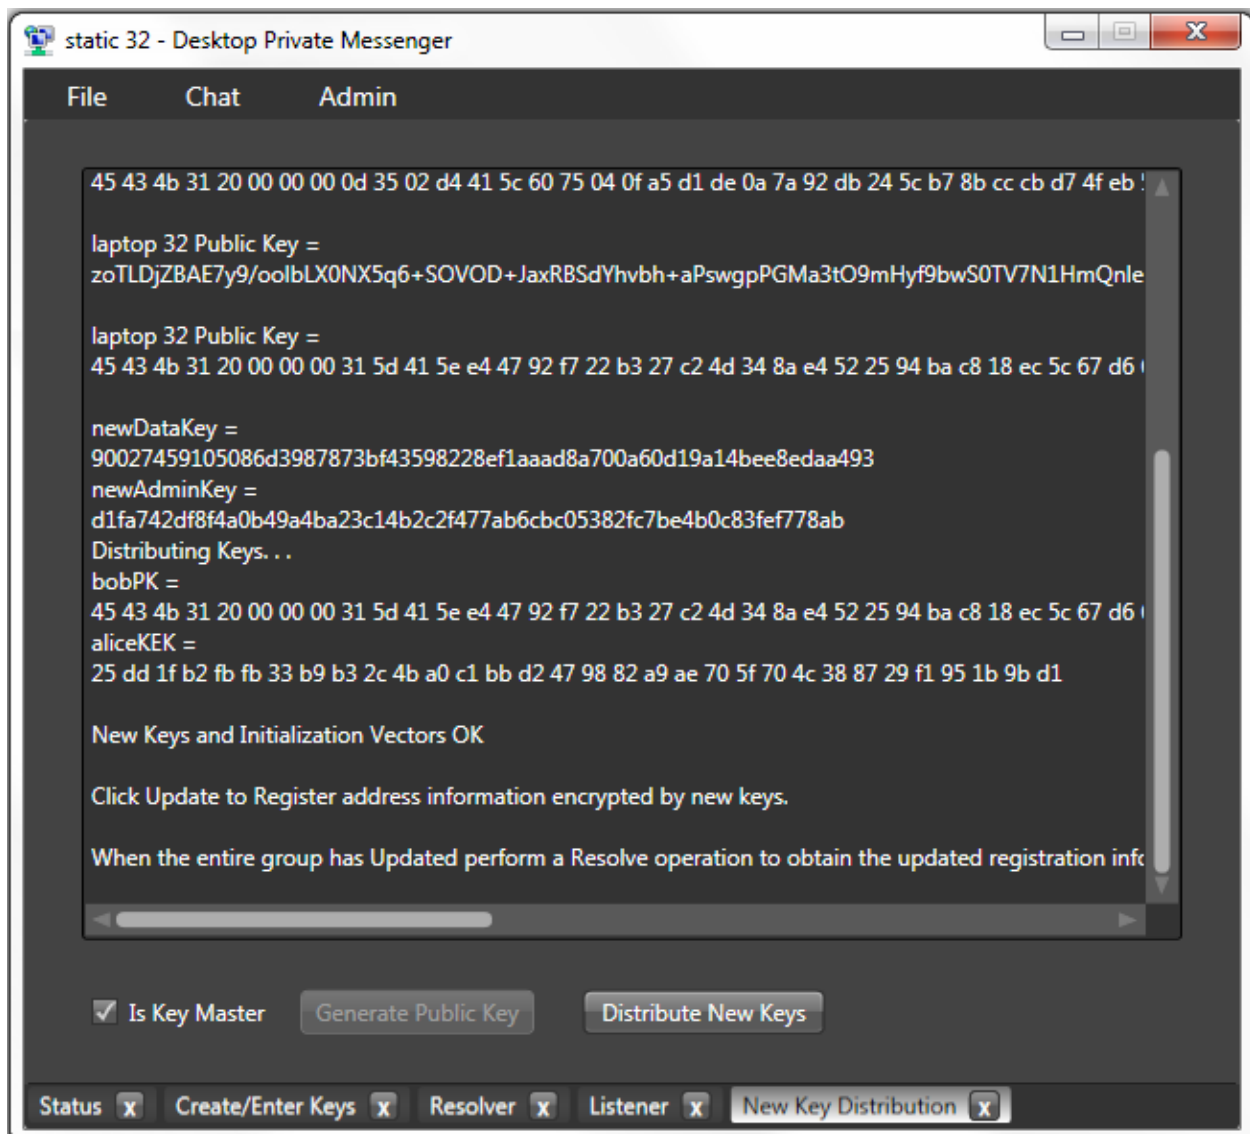 static 32 - Desktop Private Messenger
File Chat Admin
45 43 4b 31 20 00 00 00 0d 35 02 d4 41 5c 60 75 04 0f a5 d1 de 0a 7a 92 db 24 5c b7 8b cc cb d7 4f eb
laptop 32 Public Key =
zoTLDjZBAE7y9/oolbLX0NX5q6+SOVOD+JaxRBSdYhvbh+aPswgpPGMa3tO9mHyf9bwS0TV7N1HmQnIe
laptop 32 Public Key =
45 43 4b 31 20 00 00 00 31 5d 41 5e e4 47 92 f7 22 b3 27 c2 4d 34 8a e4 52 25 94 ba c8 18 ec 5c 67 d6
newDataKey =
90027459105086d3987873bf43598228ef1aaad8a700a60d19a14bee8edaa493
newAdminKey =
d1fa742df8f4a0b49a4ba23c14b2c2f477ab6cbc05382fc7be4b0c83fef778ab
Distributing Keys. . .
bobPK =
45 43 4b 31 20 00 00 00 31 5d 41 5e e4 47 92 f7 22 b3 27 c2 4d 34 8a e4 52 25 94 ba c8 18 ec 5c 67 d6
aliceKEK =
25 dd 1f b2 fb fb 33 b9 b3 2c 4b a0 c1 bb d2 47 98 82 a9 ae 70 5f 70 4c 38 87 29 f1 95 1b 9b d1
New Keys and Initialization Vectors OK
Click Update to Register address information encrypted by new keys.
When the entire group has Updated perform a Resolve operation to obtain the updated registration info
Is Key Master Generate Public Key Distribute New Keys
Status x Create/Enter Keys x Resolver x Listener x New Key Distribution x